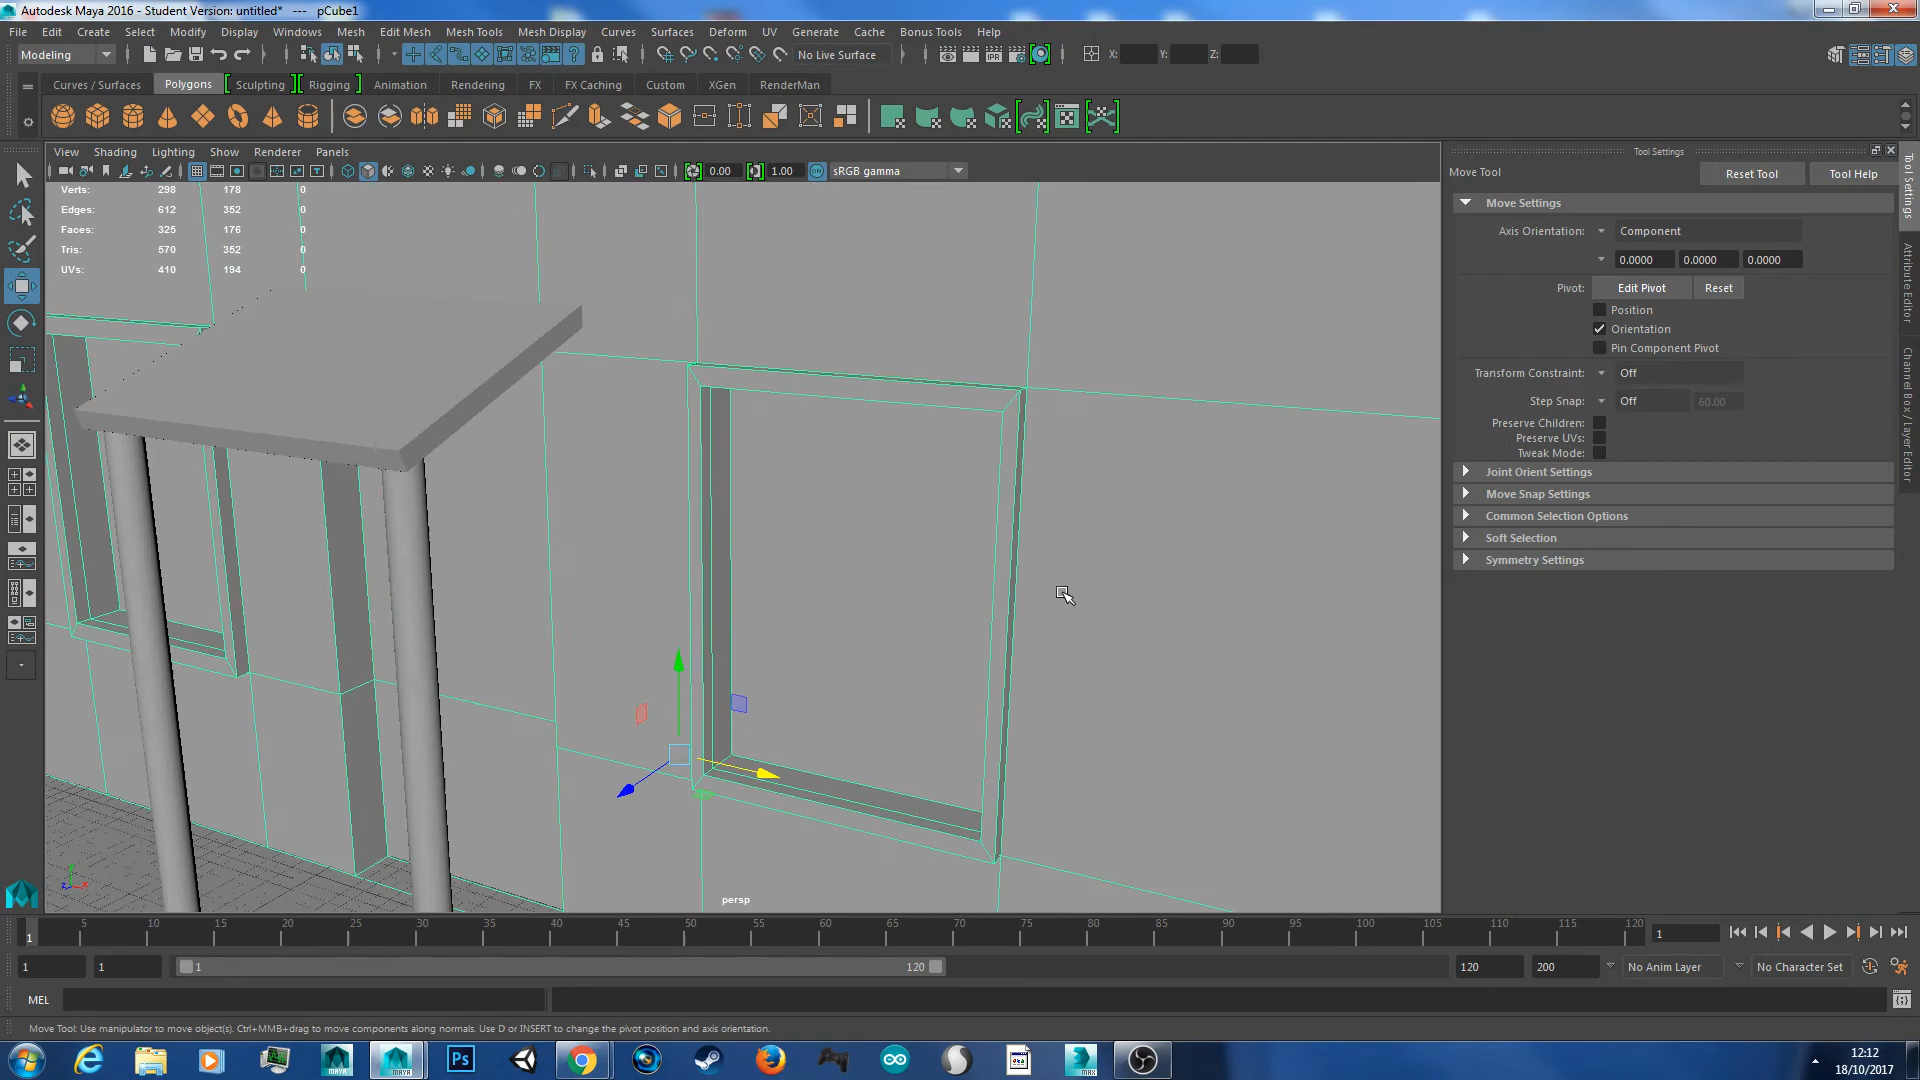 Autodesk Maya 2016 - Student Version: untitled*   ---   pCube1
File Edit Create Select Modify Display Windows Mesh Edit Mesh Mesh Tools Mesh Display Curves Surfaces Deform UV Generate Cache Bonus Tools Help
Modeling No Live Surface X: Y: Z:
Curves / Surfaces Polygons Sculpting Rigging Animation Rendering FX FX Caching Custom XGen RenderMan
View Shading Lighting Show Renderer Panels
0.00 1.00 sRGB gamma
Verts: 298 178 0
Edges: 612 352 0
Faces: 325 176 0
Tris: 570 352 0
UVs: 410 194 0
persp
Tool Settings
Move Tool Reset Tool Tool Help
Move Settings
Axis Orientation: Component
0.0000 0.0000 0.0000
Pivot: Edit Pivot Reset
Position
Orientation
Pin Component Pivot
Transform Constraint: Off
Step Snap: Off 60.00
Preserve Children:
Preserve UVs:
Tweak Mode:
Joint Orient Settings
Move Snap Settings
Common Selection Options
Soft Selection
Symmetry Settings
Tool Settings
Attribute Editor
Channel Box / Layer Editor
1 5 10 15 20 25 30 35 40 45 50 55 60 65 70 75 80 85 90 95 100 105 110 115 120 1
1 1 1 120 120 200 No Anim Layer No Character Set
MEL
Move Tool: Use manipulator to move object(s). Ctrl+MMB+drag to move components along normals. Use D or INSERT to change the pivot position and axis orientation.
12:12
18/10/2017